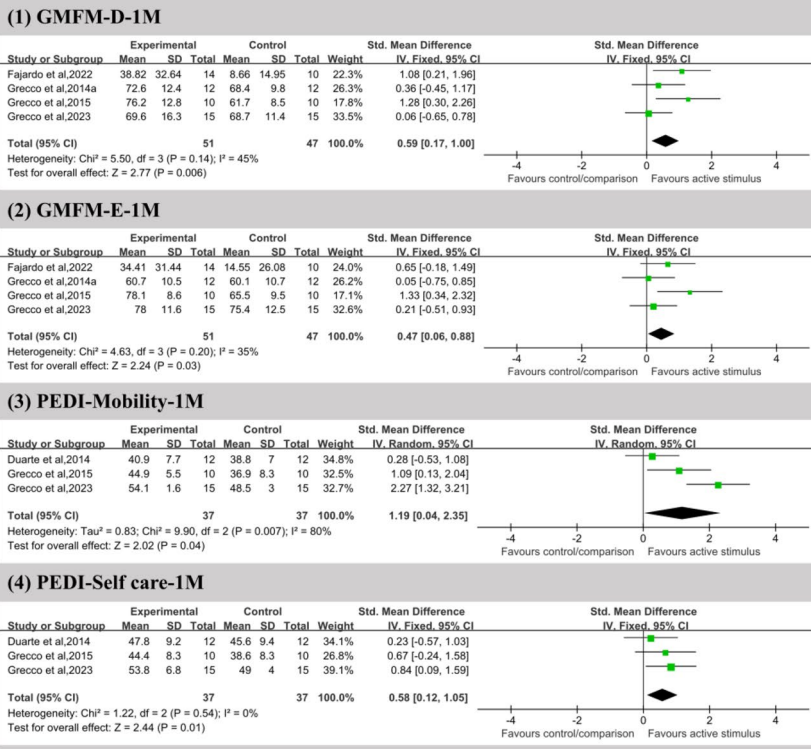 (1) GMFM-D-1M
Experimental Control Std. Mean Difference Std. Mean Difference
Study or Subgroup Mean SD Total Mean SD Total Weight IV, Fixed, 95% CI IV, Fixed, 95% CI
Fajardo et al,2022 38.82 32.64 14 8.66 14.95 10 22.3% 1.08 [0.21, 1.96]
Grecco et al,2014a 72.6 12.4 12 68.4 9.8 12 26.3% 0.36 [-0.45, 1.17]
Grecco et al,2015 76.2 12.8 10 61.7 8.5 10 17.8% 1.28 [0.30, 2.26]
Grecco et al,2023 69.6 16.3 15 68.7 11.4 15 33.5% 0.06 [-0.65, 0.78]
Total (95% CI) 51 47 100.0% 0.59 [0.17, 1.00]
Heterogeneity: Chi² = 5.50, df = 3 (P = 0.14); I² = 45%
Test for overall effect: Z = 2.77 (P = 0.006)
-4 -2 0 2 4
Favours control/comparison Favours active stimulus
(2) GMFM-E-1M
Experimental Control Std. Mean Difference Std. Mean Difference
Study or Subgroup Mean SD Total Mean SD Total Weight IV, Fixed, 95% CI IV, Fixed, 95% CI
Fajardo et al,2022 34.41 31.44 14 14.55 26.08 10 24.0% 0.65 [-0.18, 1.49]
Grecco et al,2014a 60.7 10.5 12 60.1 10.7 12 26.2% 0.05 [-0.75, 0.85]
Grecco et al,2015 78.1 8.6 10 65.5 9.5 10 17.1% 1.33 [0.34, 2.32]
Grecco et al,2023 78 11.6 15 75.4 12.5 15 32.6% 0.21 [-0.51, 0.93]
Total (95% CI) 51 47 100.0% 0.47 [0.06, 0.88]
Heterogeneity: Chi² = 4.63, df = 3 (P = 0.20); I² = 35%
Test for overall effect: Z = 2.24 (P = 0.03)
-4 -2 0 2 4
Favours control/comparison Favours active stimulus
(3) PEDI-Mobility-1M
Experimental Control Std. Mean Difference Std. Mean Difference
Study or Subgroup Mean SD Total Mean SD Total Weight IV, Random, 95% CI IV, Random, 95% CI
Duarte et al,2014 40.9 7.7 12 38.8 7 12 34.8% 0.28 [-0.53, 1.08]
Grecco et al,2015 44.9 5.5 10 36.9 8.3 10 32.5% 1.09 [0.13, 2.04]
Grecco et al,2023 54.1 1.6 15 48.5 3 15 32.7% 2.27 [1.32, 3.21]
Total (95% CI) 37 37 100.0% 1.19 [0.04, 2.35]
Heterogeneity: Tau² = 0.83; Chi² = 9.90, df = 2 (P = 0.007); I² = 80%
Test for overall effect: Z = 2.02 (P = 0.04)
-4 -2 0 2 4
Favours control/comparison Favours active stimulus
(4) PEDI-Self care-1M
Experimental Control Std. Mean Difference Std. Mean Difference
Study or Subgroup Mean SD Total Mean SD Total Weight IV, Fixed, 95% CI IV, Fixed, 95% CI
Duarte et al,2014 47.8 9.2 12 45.6 9.4 12 34.1% 0.23 [-0.57, 1.03]
Grecco et al,2015 44.4 8.3 10 38.6 8.3 10 26.8% 0.67 [-0.24, 1.58]
Grecco et al,2023 53.8 6.8 15 49 4 15 39.1% 0.84 [0.09, 1.59]
Total (95% CI) 37 37 100.0% 0.58 [0.12, 1.05]
Heterogeneity: Chi² = 1.22, df = 2 (P = 0.54); I² = 0%
Test for overall effect: Z = 2.44 (P = 0.01)
-4 -2 0 2 4
Favours control/comparison Favours active stimulus